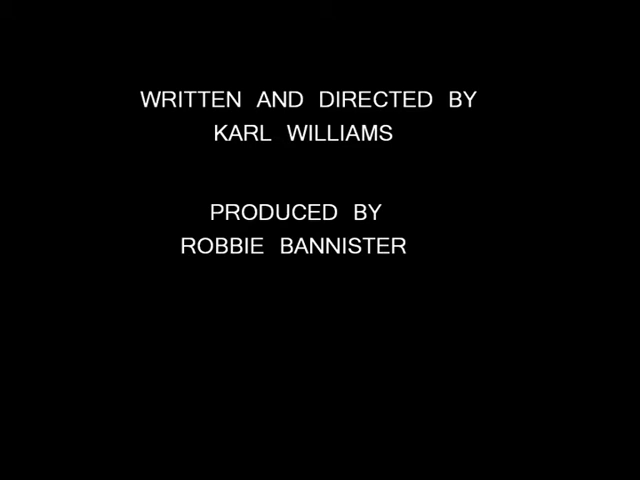 WRITTEN AND DIRECTED BY
KARL WILLIAMS
PRODUCED BY
ROBBIE BANNISTER